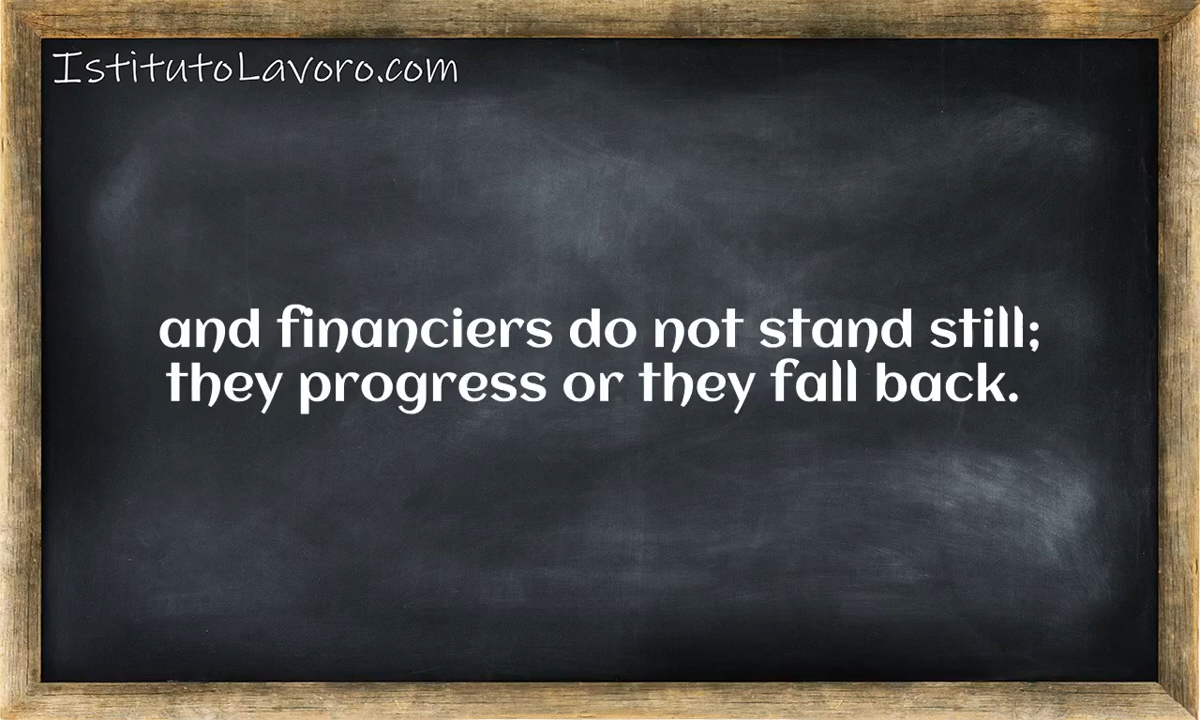 IstitutoLavoro.com
and financiers do not stand still;
they progress or they fall back.